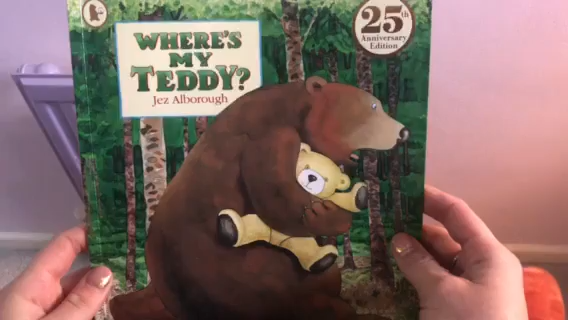 WHERE'S
MY
TEDDY?
Jez Alborough
25th
Anniversary
Edition